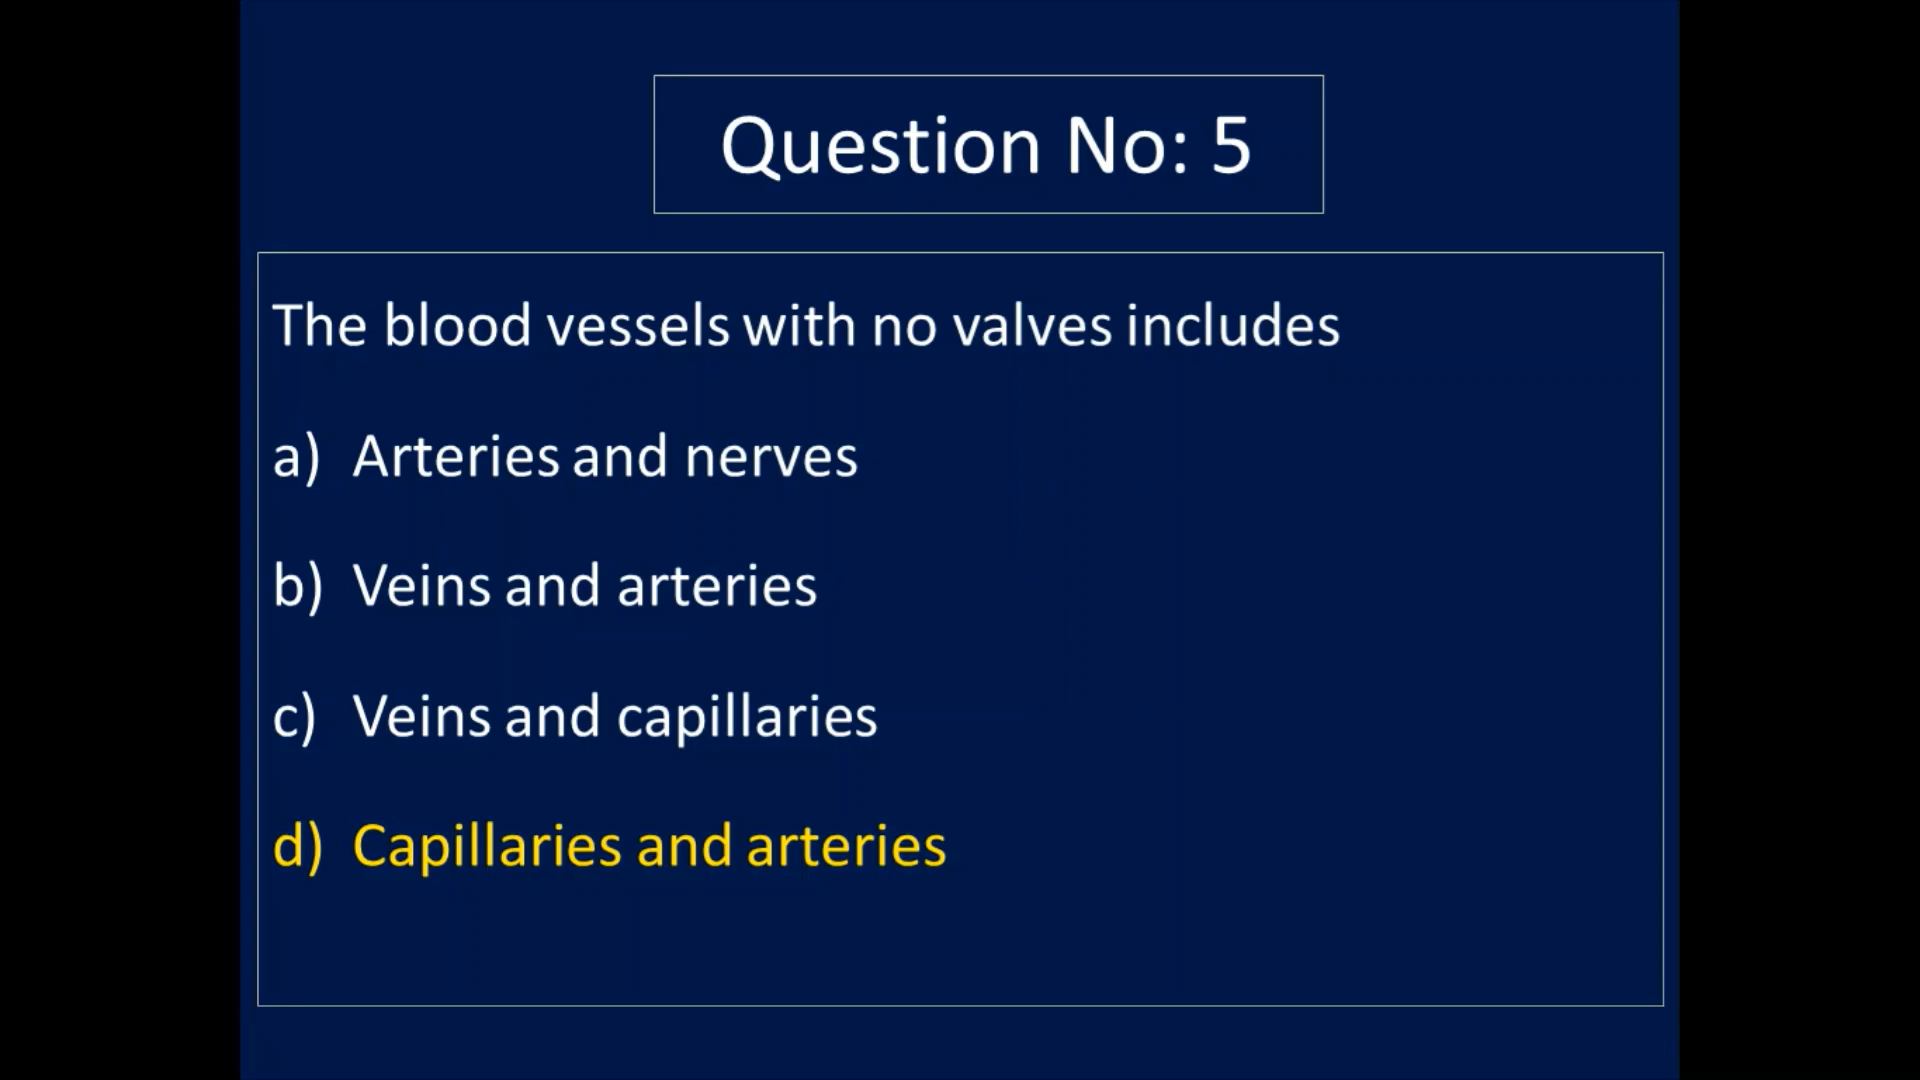 Question No: 5
The blood vessels with no valves includes
a) Arteries and nerves
b) Veins and arteries
c) Veins and capillaries
d) Capillaries and arteries